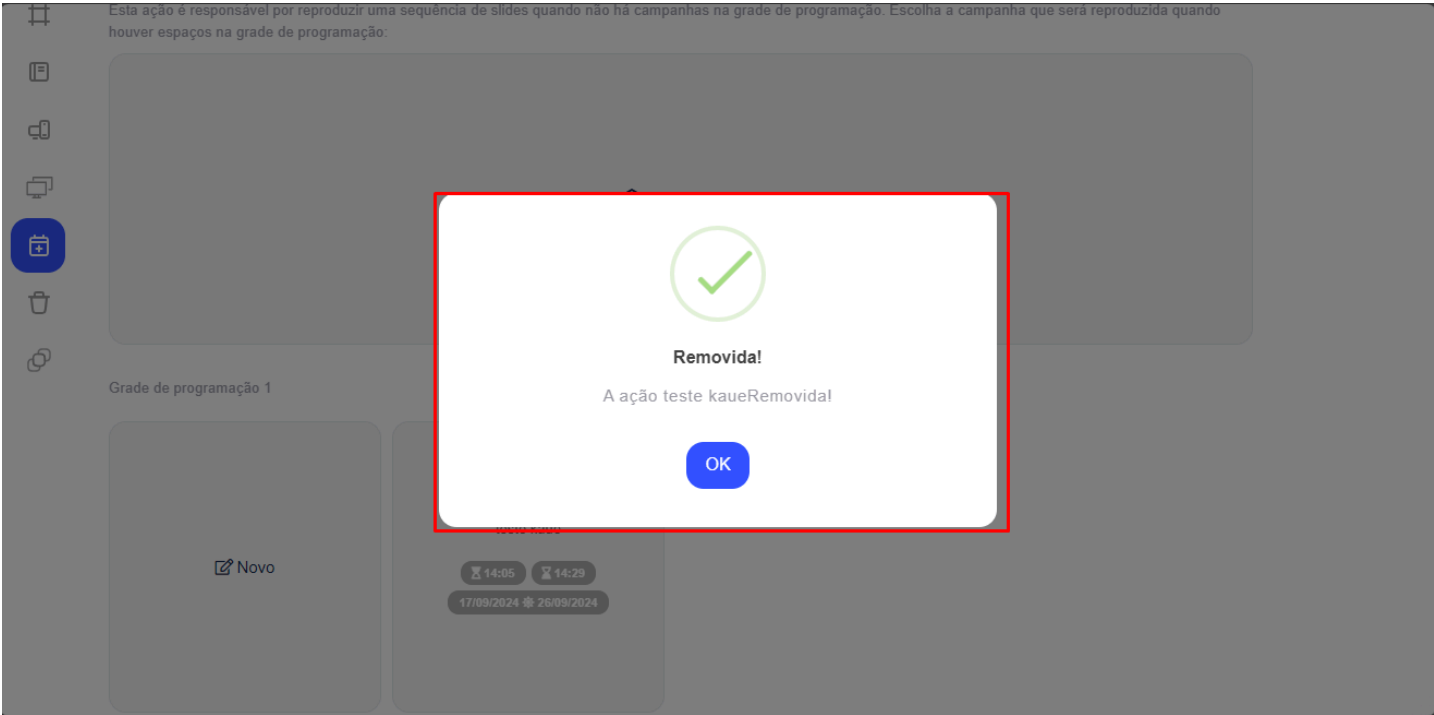 Esta ação é responsável por reproduzir uma sequência de slides quando não há campanhas na grade de programação. Escolha a campanha que será reproduzida quando
houver espaços na grade de programação:
Removida!
A ação teste kaueRemovida!
OK
Grade de programação 1
Novo
14:05 14:29
17/09/2024 26/09/2024